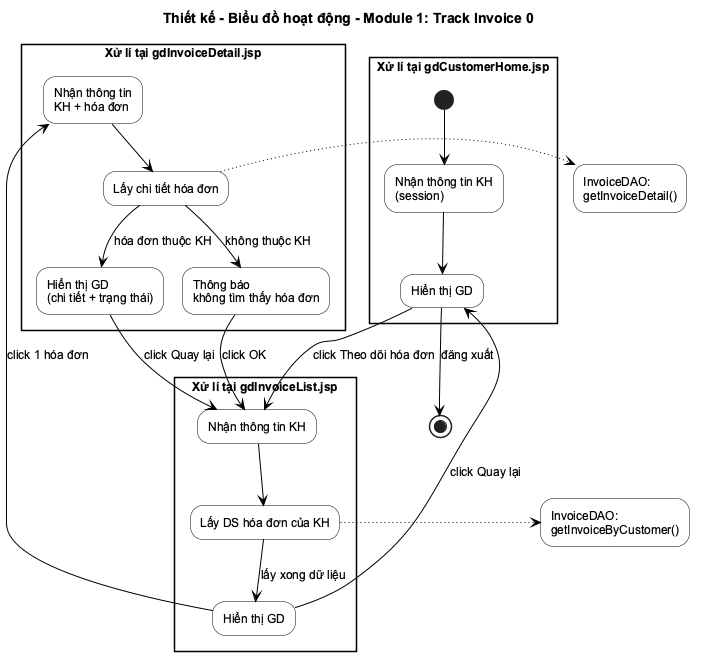 Thiết kế - Biểu đồ hoạt động - Module 1: Track Invoice 0
Xử lí tại gdInvoiceDetail.jsp
Nhận thông tin
KH + hóa đơn
Lấy chi tiết hóa đơn
hóa đơn thuộc KH
không thuộc KH
Hiển thị GD
(chi tiết + trạng thái)
Thông báo
không tìm thấy hóa đơn
Xử lí tại gdCustomerHome.jsp
Nhận thông tin KH
(session)
Hiển thị GD
InvoiceDAO:
getInvoiceDetail()
click 1 hóa đơn
click Quay lại
click OK
click Theo dõi hóa đơn
đăng xuất
Xử lí tại gdInvoiceList.jsp
Nhận thông tin KH
click Quay lại
Lấy DS hóa đơn của KH
InvoiceDAO:
getInvoiceByCustomer()
lấy xong dữ liệu
Hiển thị GD